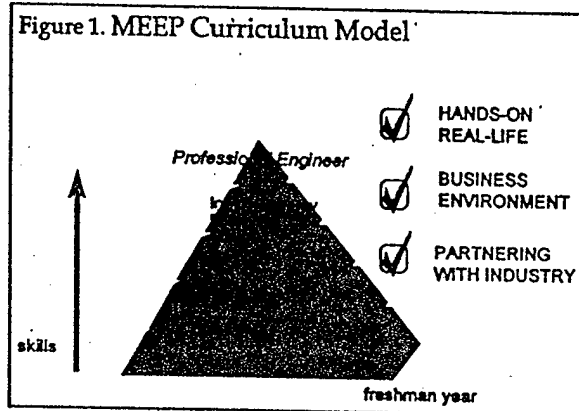 Figure 1. MEEP Curriculum Model
HANDS-ON
REAL-LIFE
Professional Engineer
BUSINESS
ENVIRONMENT
PARTNERING
WITH INDUSTRY
skills
freshman year